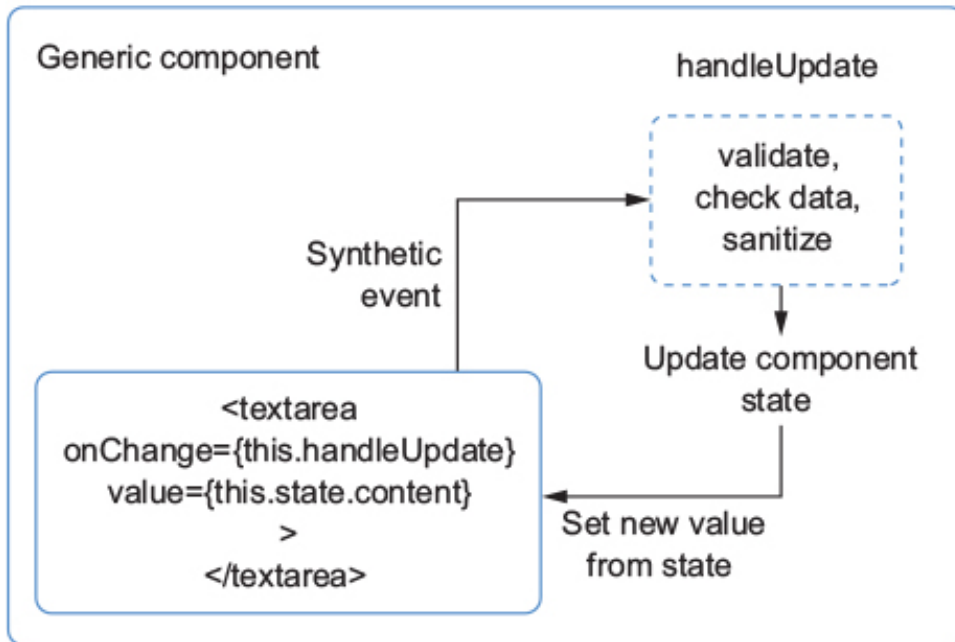 Generic component
handleUpdate
validate,
check data,
sanitize
Synthetic
event
Update component
state
<textarea
onChange={this.handleUpdate}
value={this.state.content}
>
</textarea>
Set new value
from state